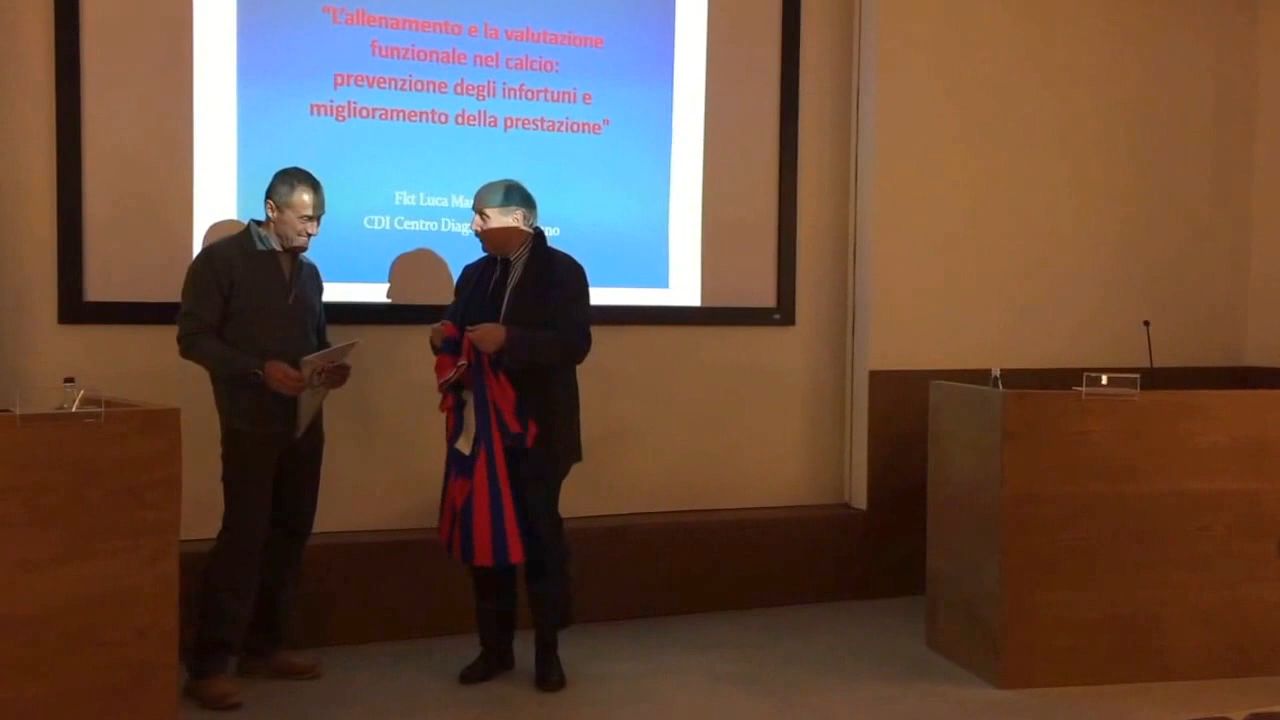 "L'allenamento e la valutazione
funzionale nel calcio:
prevenzione degli infortuni e
miglioramento della prestazione"
Fkt Luca
CDI Centro